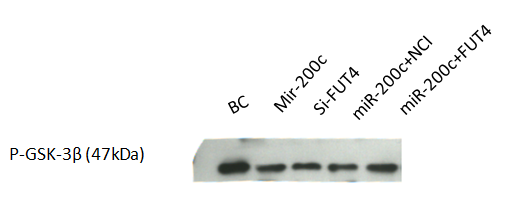 BC
Mir-200c
Si-FUT4
miR-200c+NCI
miR-200c+FUT4
P-GSK-3β (47kDa)